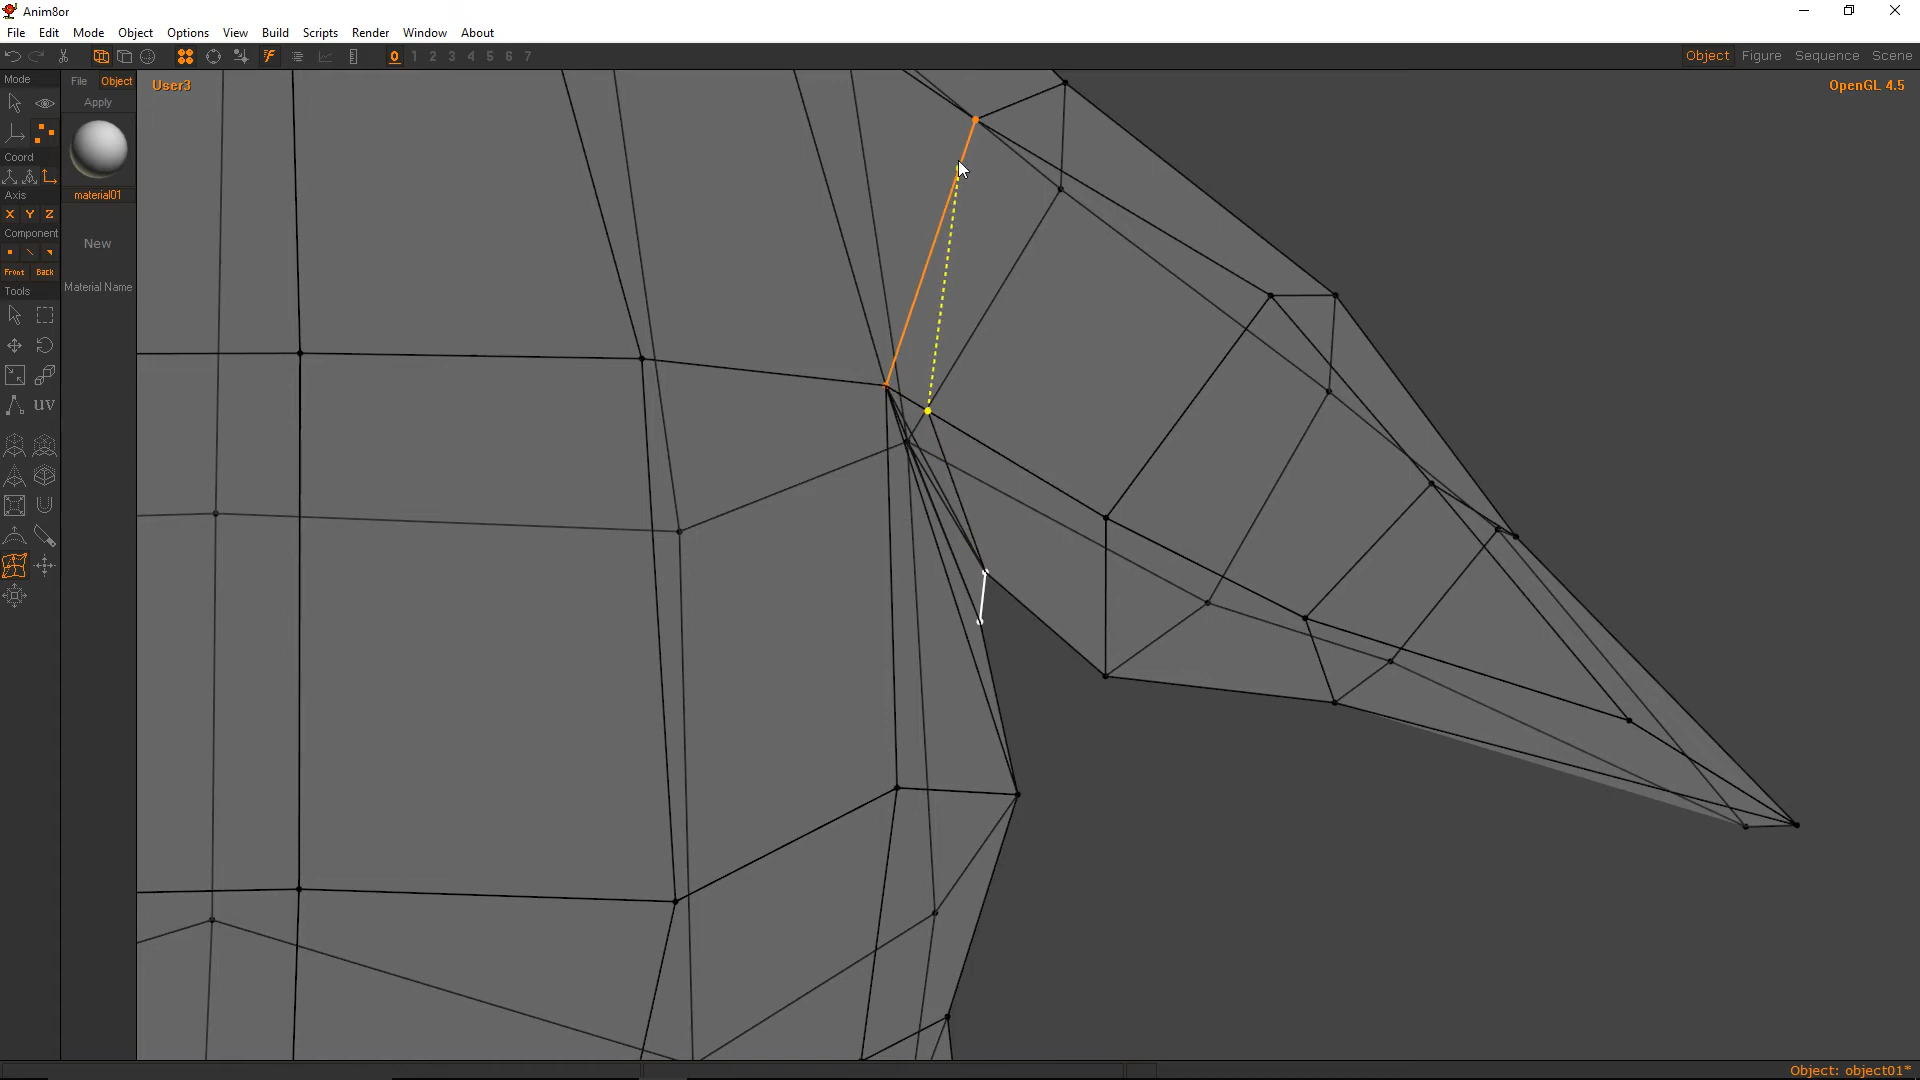 Anim8or
File Edit Mode Object Options View Build Scripts Render Window About
0 1 2 3 4 5 6 7 Object Figure Sequence Scene
Mode File Object User3 OpenGL 4.5
Apply
Coord
Axis material01
X Y Z
Component
New
Front Back
Tools Material Name
UV
Object: object01*